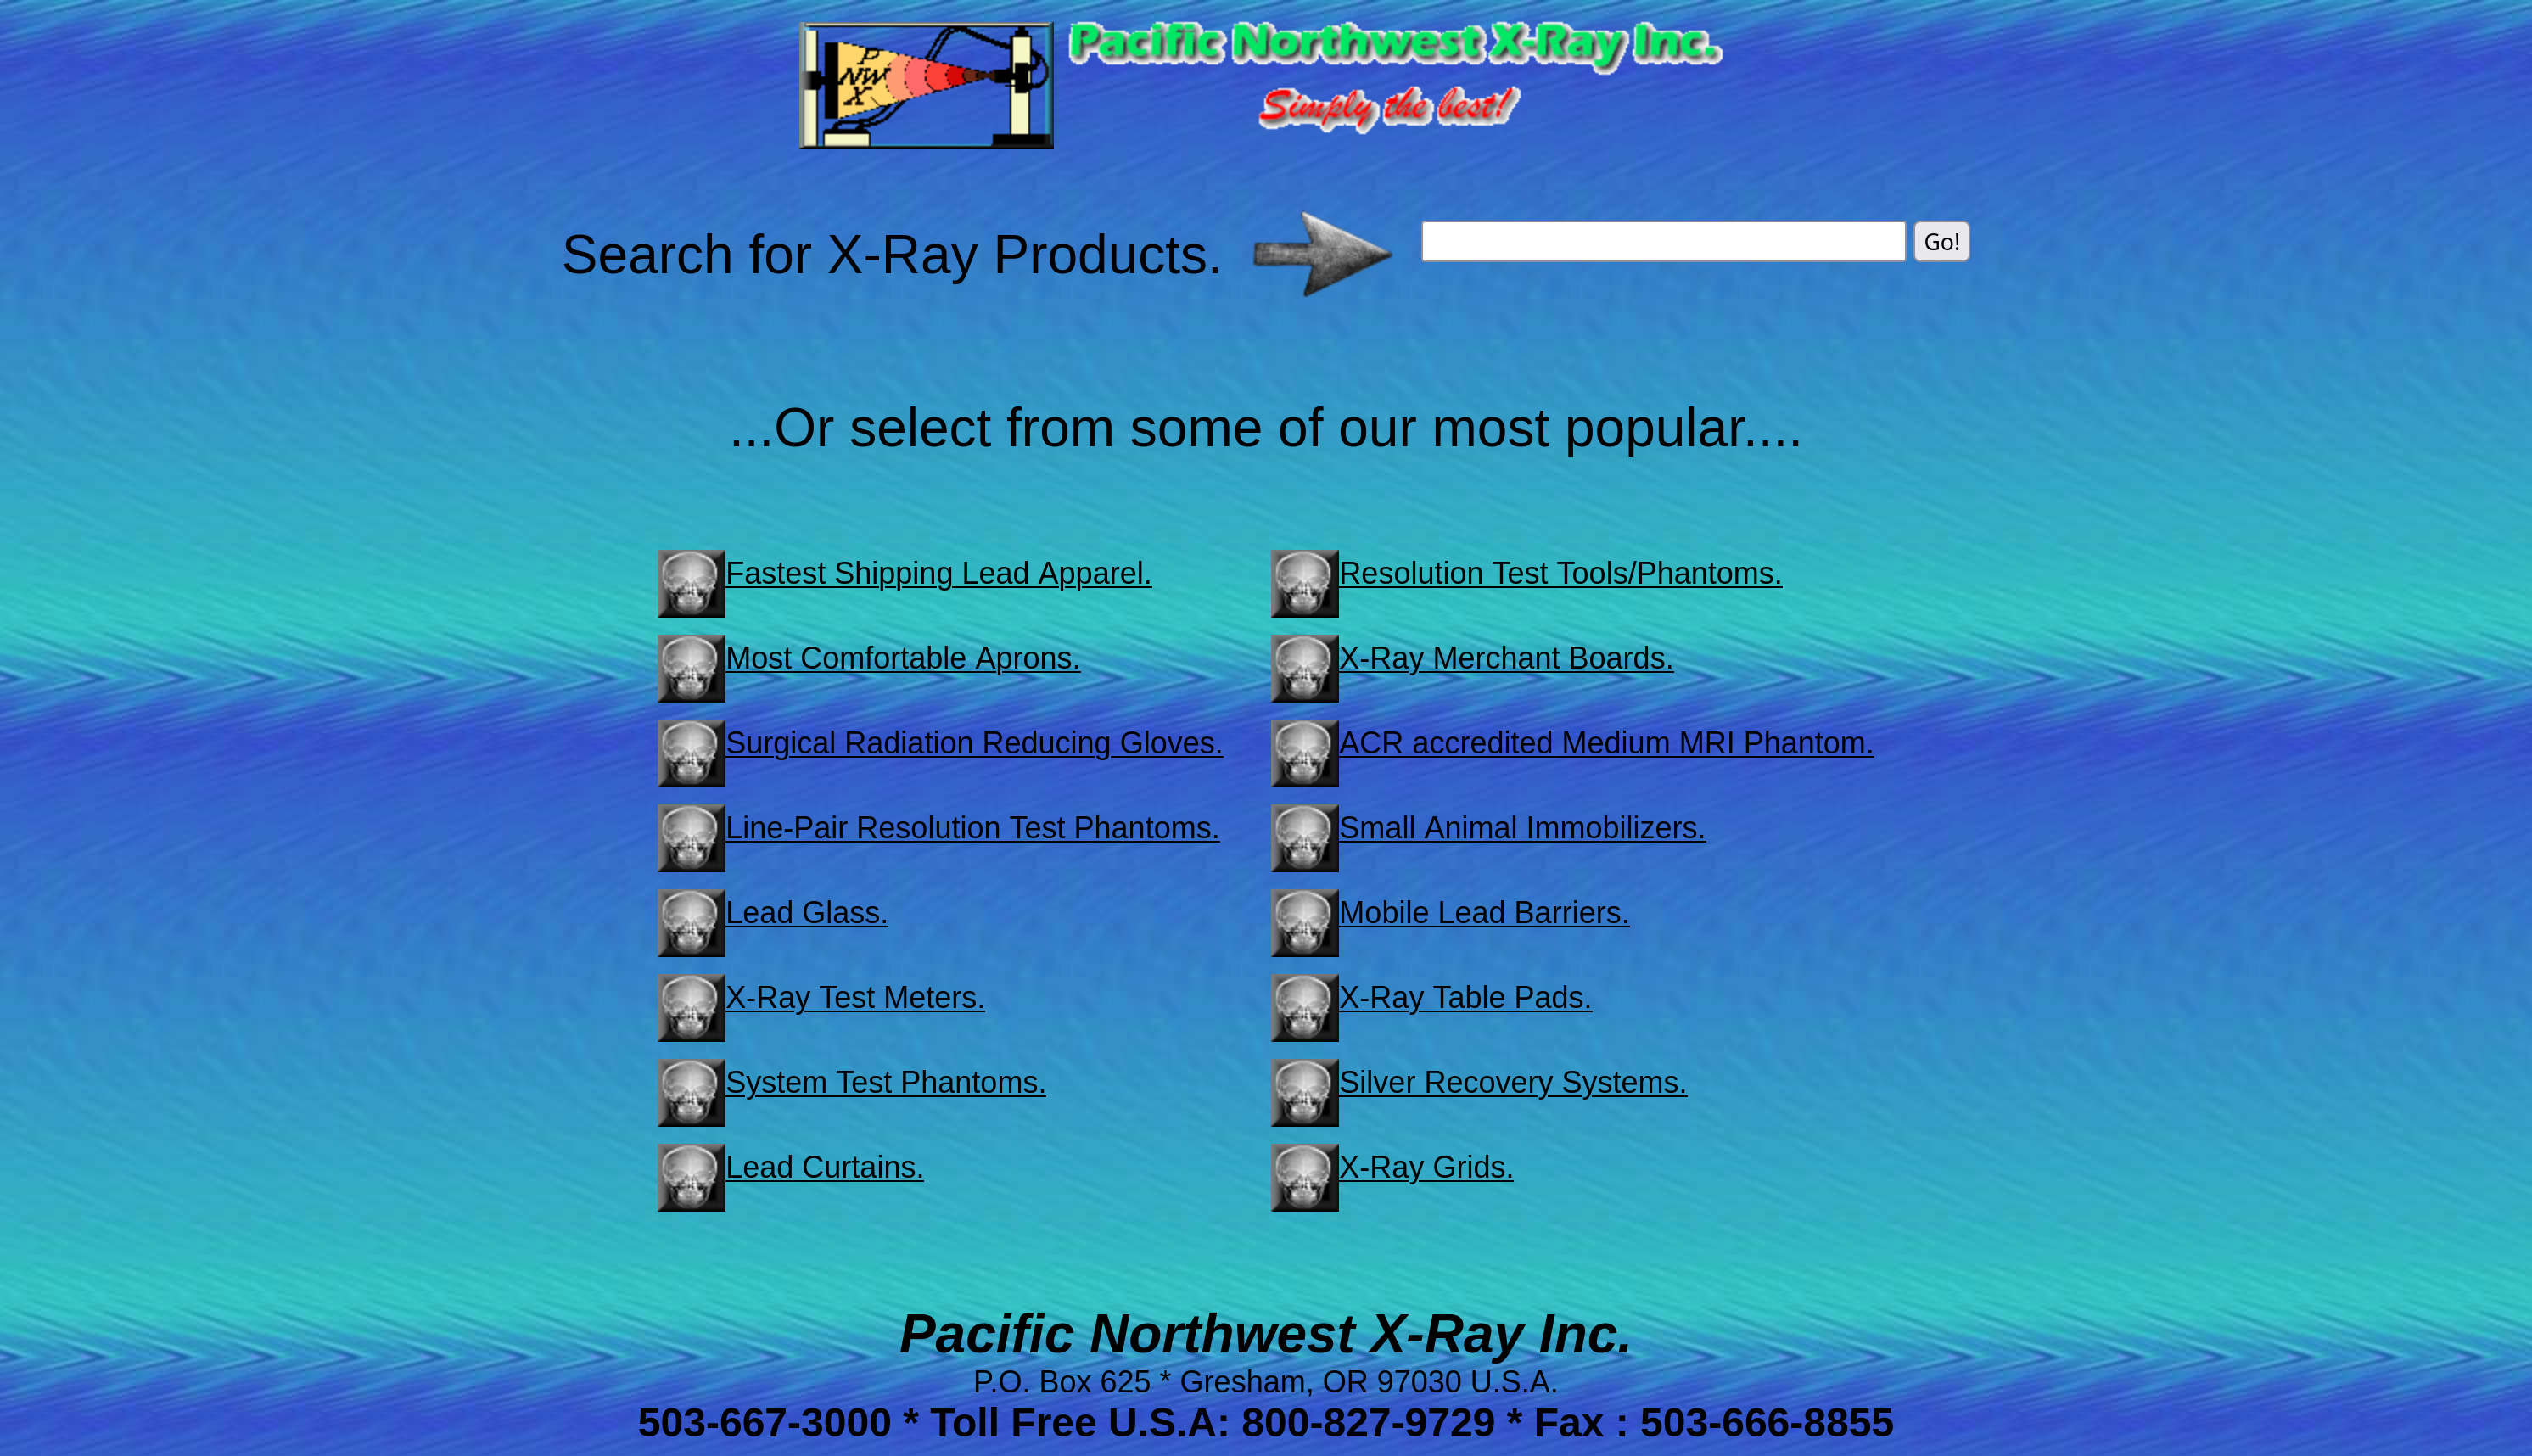 P
NW
X
Pacific Northwest X-Ray Inc.
Simply the best!
Search for X-Ray Products.
Go!
...Or select from some of our most popular....
Fastest Shipping Lead Apparel.
Resolution Test Tools/Phantoms.
Most Comfortable Aprons.
X-Ray Merchant Boards.
Surgical Radiation Reducing Gloves.
ACR accredited Medium MRI Phantom.
Line-Pair Resolution Test Phantoms.
Small Animal Immobilizers.
Lead Glass.
Mobile Lead Barriers.
X-Ray Test Meters.
X-Ray Table Pads.
System Test Phantoms.
Silver Recovery Systems.
Lead Curtains.
X-Ray Grids.
Pacific Northwest X-Ray Inc.
P.O. Box 625 * Gresham, OR 97030 U.S.A.
503-667-3000 * Toll Free U.S.A: 800-827-9729 * Fax : 503-666-8855